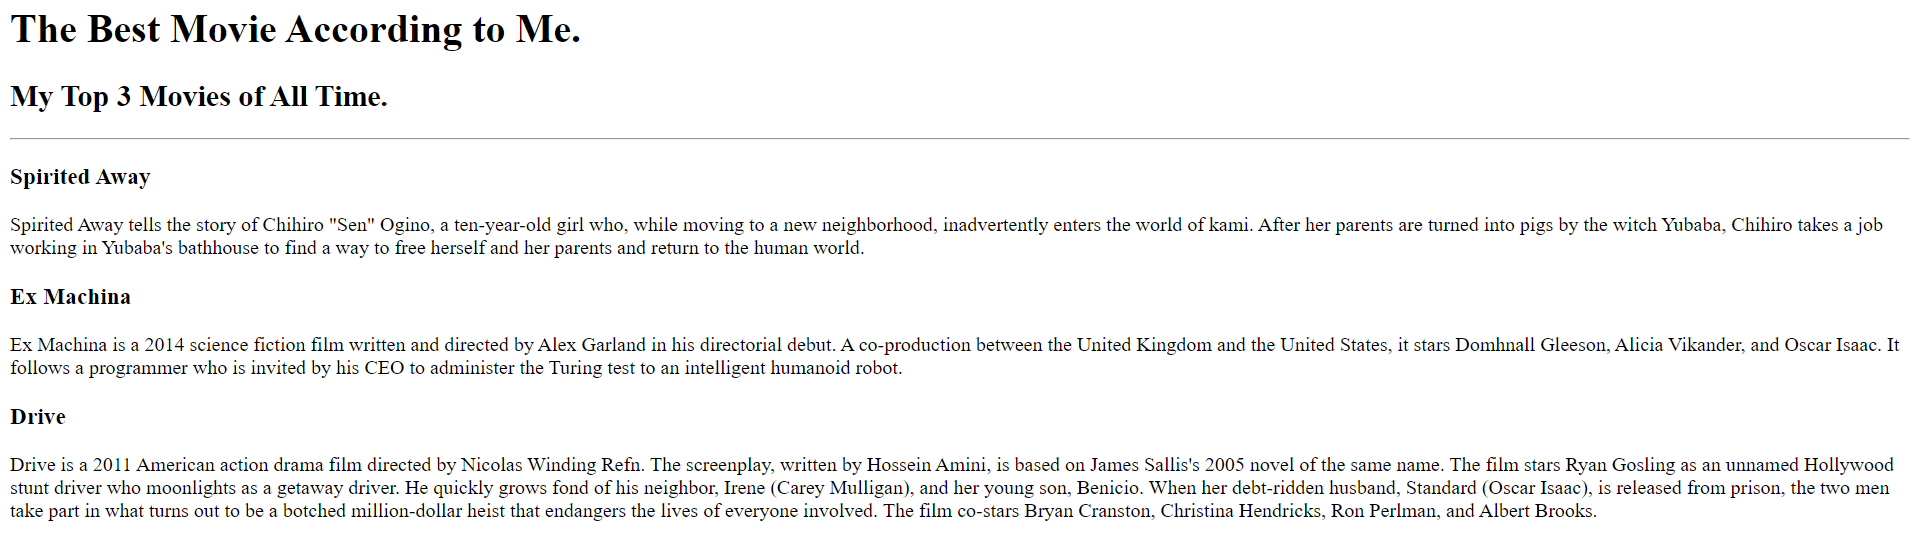 The Best Movie According to Me.
My Top 3 Movies of All Time.
Spirited Away
Spirited Away tells the story of Chihiro "Sen" Ogino, a ten-year-old girl who, while moving to a new neighborhood, inadvertently enters the world of kami. After her parents are turned into pigs by the witch Yubaba, Chihiro takes a job
working in Yubaba's bathhouse to find a way to free herself and her parents and return to the human world.
Ex Machina
Ex Machina is a 2014 science fiction film written and directed by Alex Garland in his directorial debut. A co-production between the United Kingdom and the United States, it stars Domhnall Gleeson, Alicia Vikander, and Oscar Isaac. It
follows a programmer who is invited by his CEO to administer the Turing test to an intelligent humanoid robot.
Drive
Drive is a 2011 American action drama film directed by Nicolas Winding Refn. The screenplay, written by Hossein Amini, is based on James Sallis's 2005 novel of the same name. The film stars Ryan Gosling as an unnamed Hollywood
stunt driver who moonlights as a getaway driver. He quickly grows fond of his neighbor, Irene (Carey Mulligan), and her young son, Benicio. When her debt-ridden husband, Standard (Oscar Isaac), is released from prison, the two men
take part in what turns out to be a botched million-dollar heist that endangers the lives of everyone involved. The film co-stars Bryan Cranston, Christina Hendricks, Ron Perlman, and Albert Brooks.